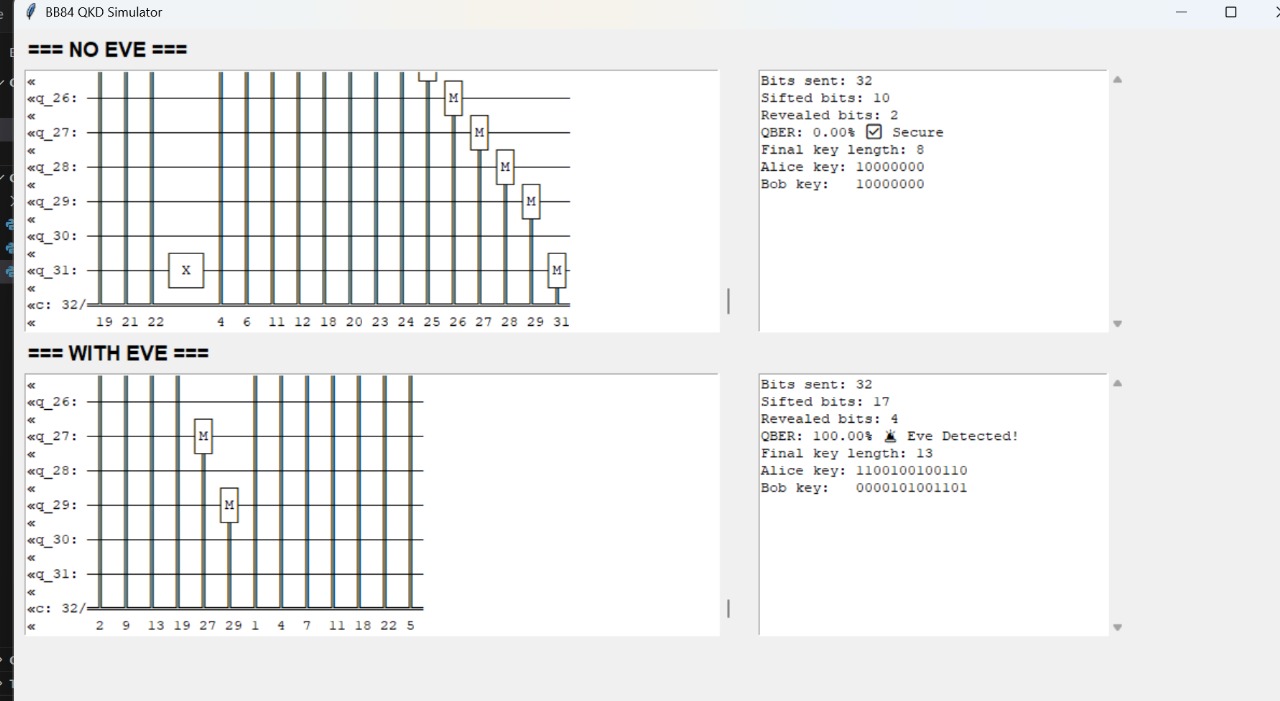 BB84 QKD Simulator
=== NO EVE ===
«
«q_26: M
«
«q_27: M
«
«q_28: M
«
«q_29: M
«
«q_30:
«
«q_31: X M
«
«c: 32/
« 19 21 22 4 6 11 12 18 20 23 24 25 26 27 28 29 31
Bits sent: 32
Sifted bits: 10
Revealed bits: 2
QBER: 0.00% ☑ Secure
Final key length: 8
Alice key: 10000000
Bob key: 10000000
=== WITH EVE ===
«
«q_26:
«
«q_27: M
«
«q_28:
«
«q_29: M
«
«q_30:
«
«q_31:
«
«c: 32/
« 2 9 13 19 27 29 1 4 7 11 18 22 5
Bits sent: 32
Sifted bits: 17
Revealed bits: 4
QBER: 100.00% 🚨 Eve Detected!
Final key length: 13
Alice key: 1100100100110
Bob key: 0000101001101